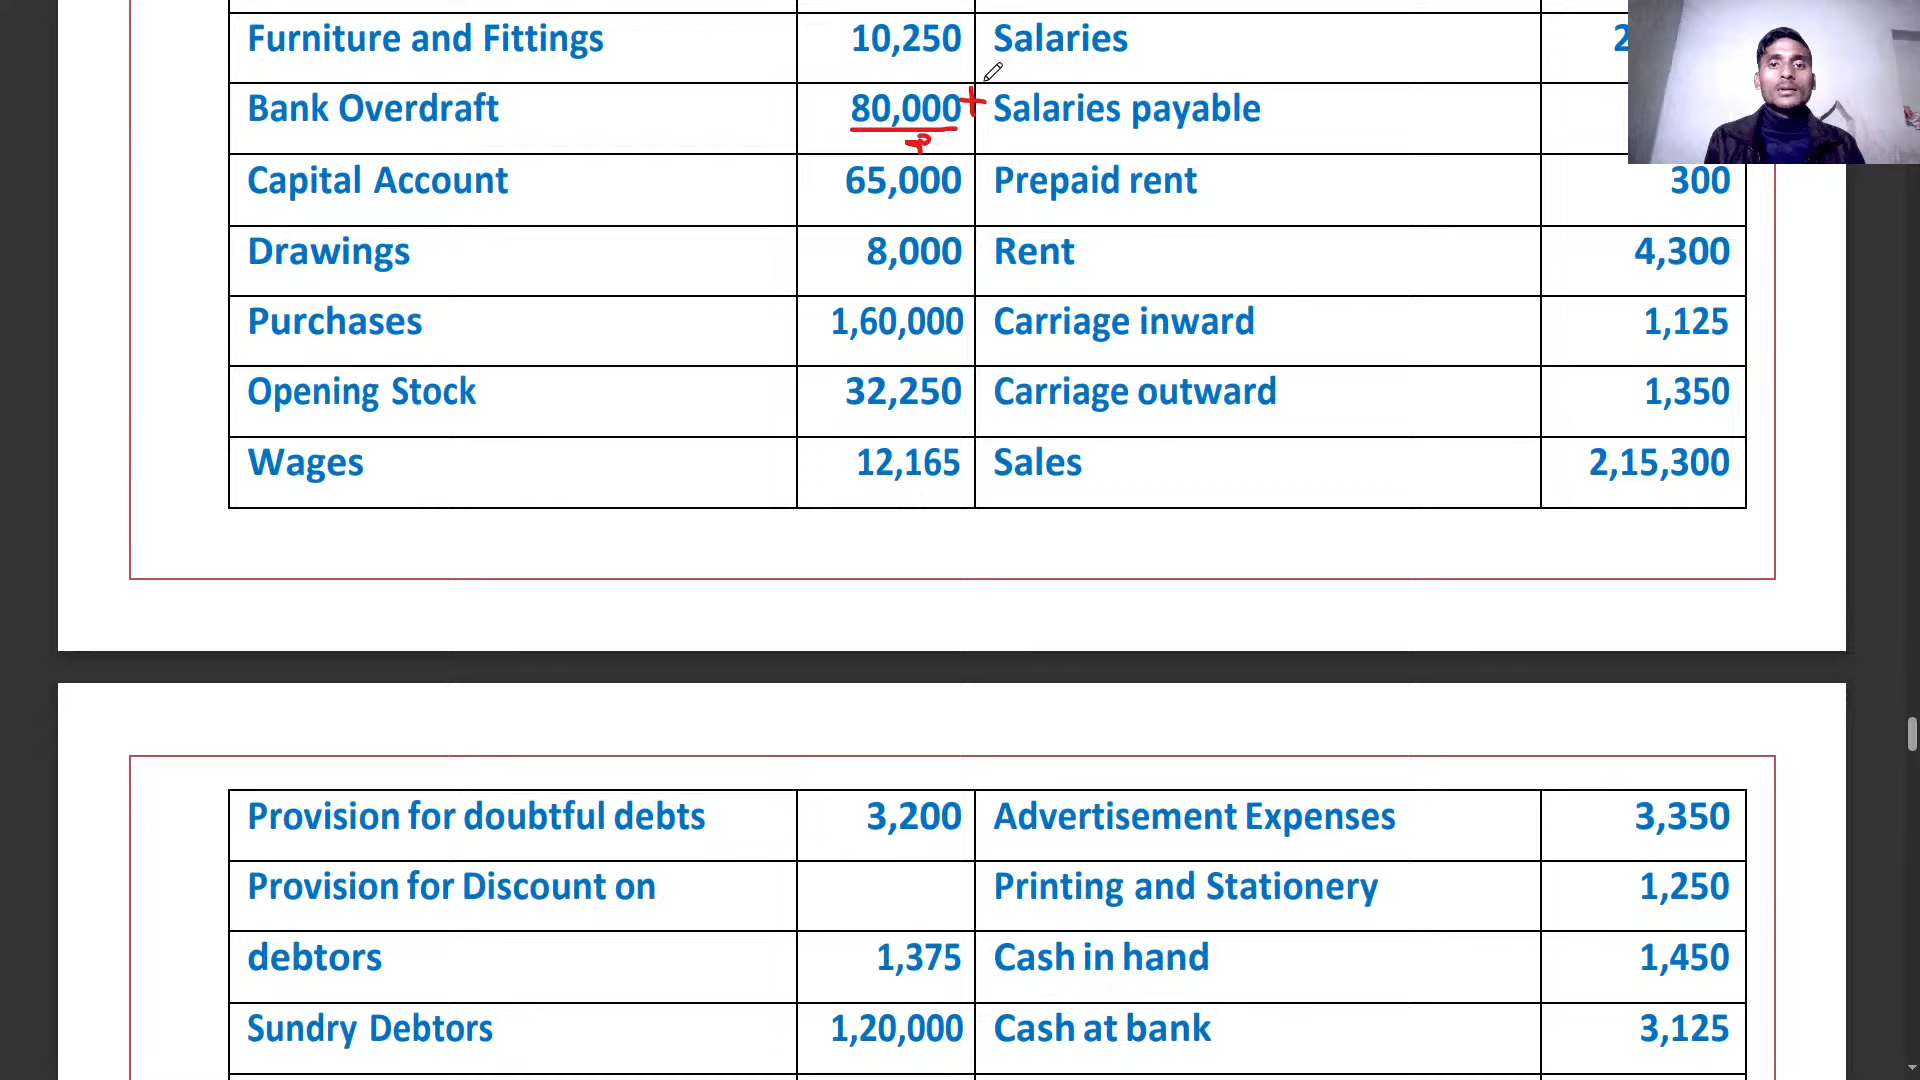 Furniture and Fittings 10,250 Salaries 2
Bank Overdraft 80,000 + Salaries payable
Capital Account 65,000 Prepaid rent 300
Drawings 8,000 Rent 4,300
Purchases 1,60,000 Carriage inward 1,125
Opening Stock 32,250 Carriage outward 1,350
Wages 12,165 Sales 2,15,300
Provision for doubtful debts 3,200 Advertisement Expenses 3,350
Provision for Discount on Printing and Stationery 1,250
debtors 1,375 Cash in hand 1,450
Sundry Debtors 1,20,000 Cash at bank 3,125